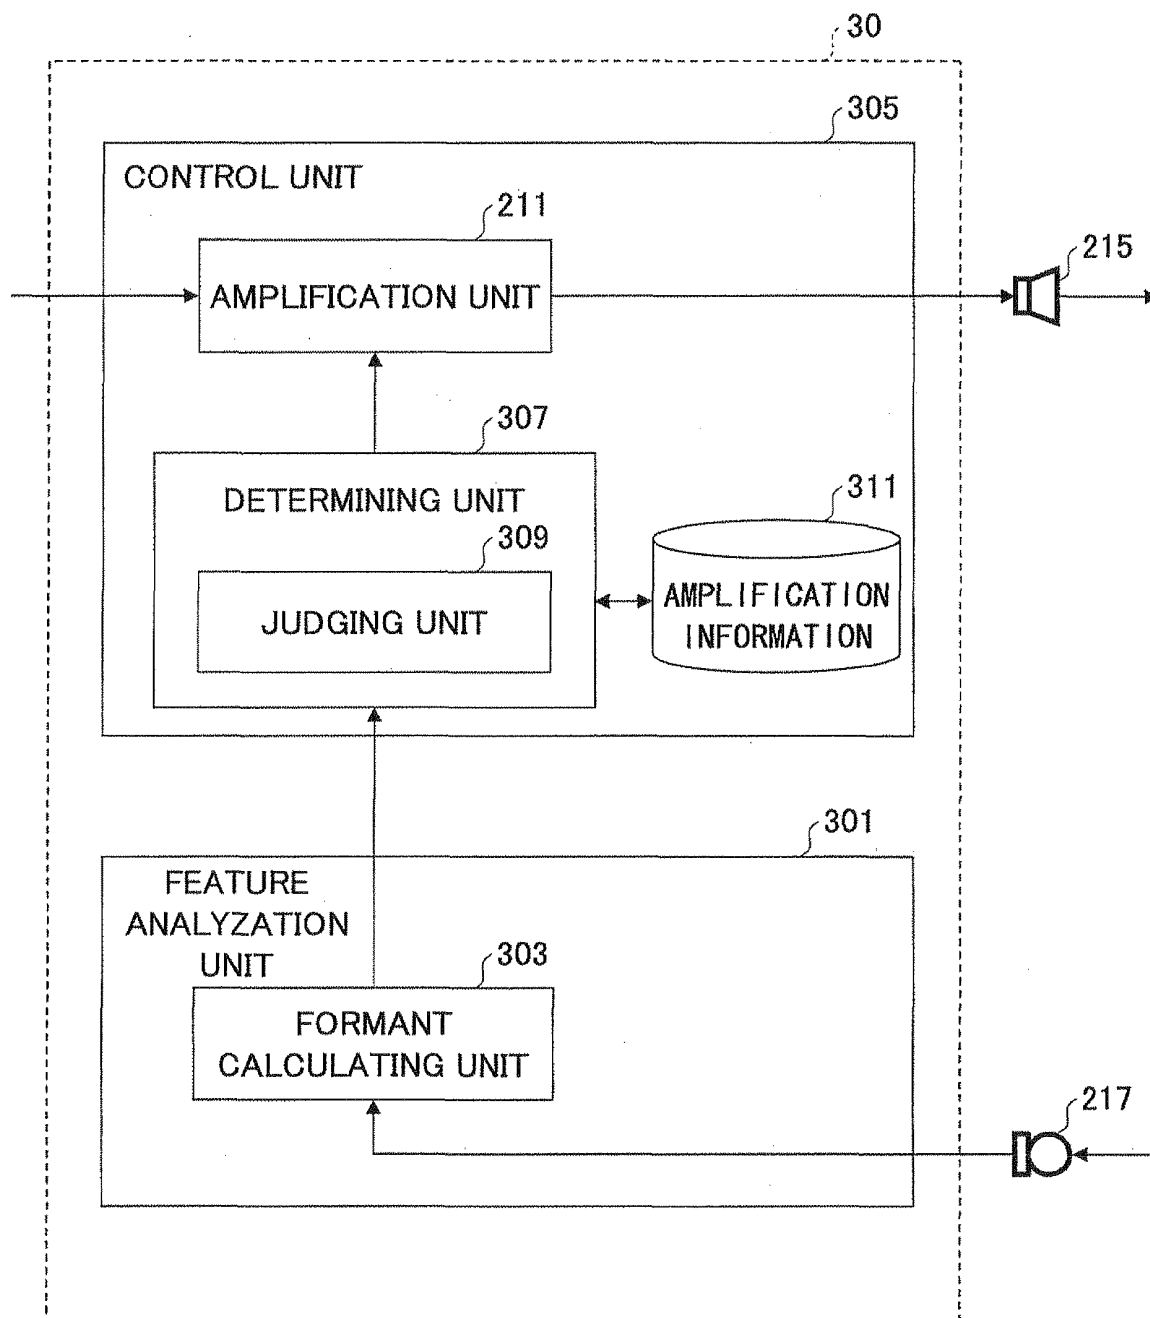 30
305
CONTROL UNIT
211
AMPLIFICATION UNIT
215
307
DETERMINING UNIT
309
JUDGING UNIT
311
AMPLIFICATION
INFORMATION
301
FEATURE
ANALYZATION
UNIT
303
FORMANT
CALCULATING UNIT
217